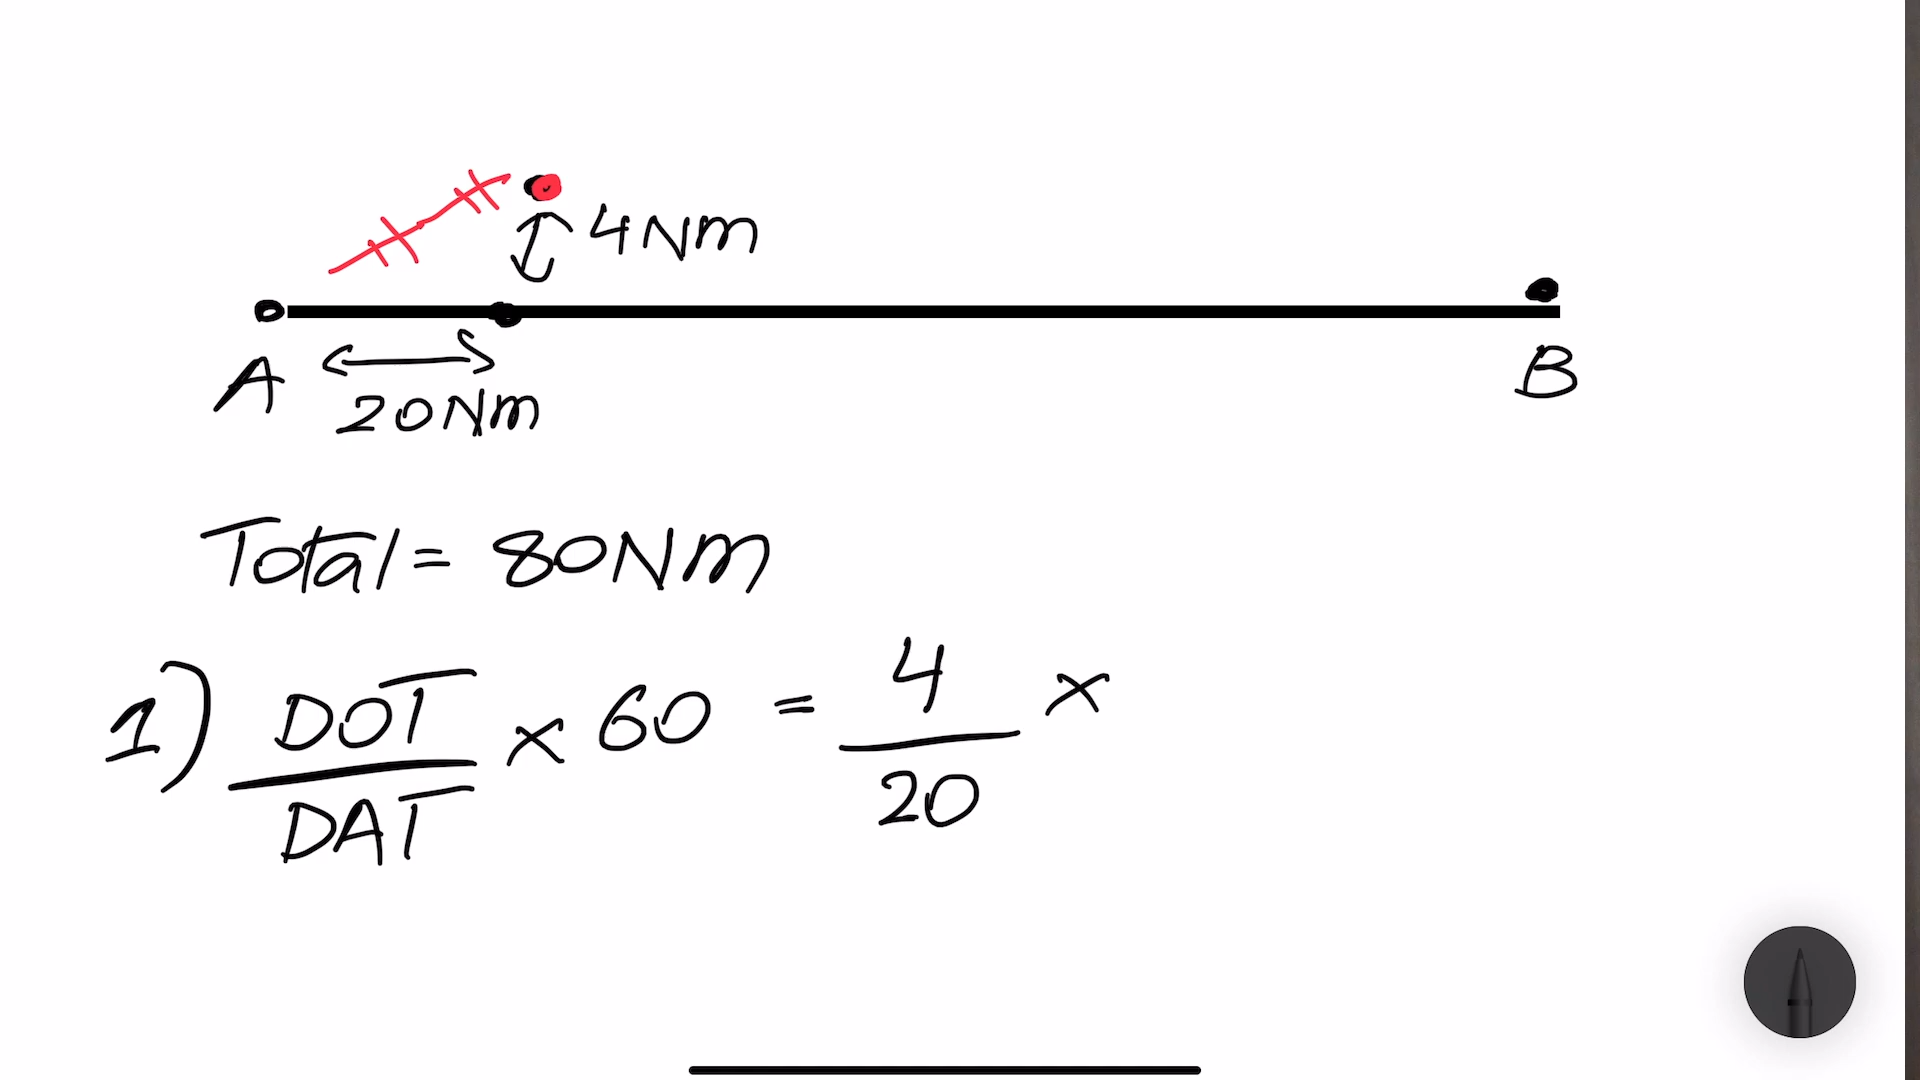 4Nm
A
B
20Nm
Total = 80Nm
1) DOT/DAT x 60 = 4/20 x